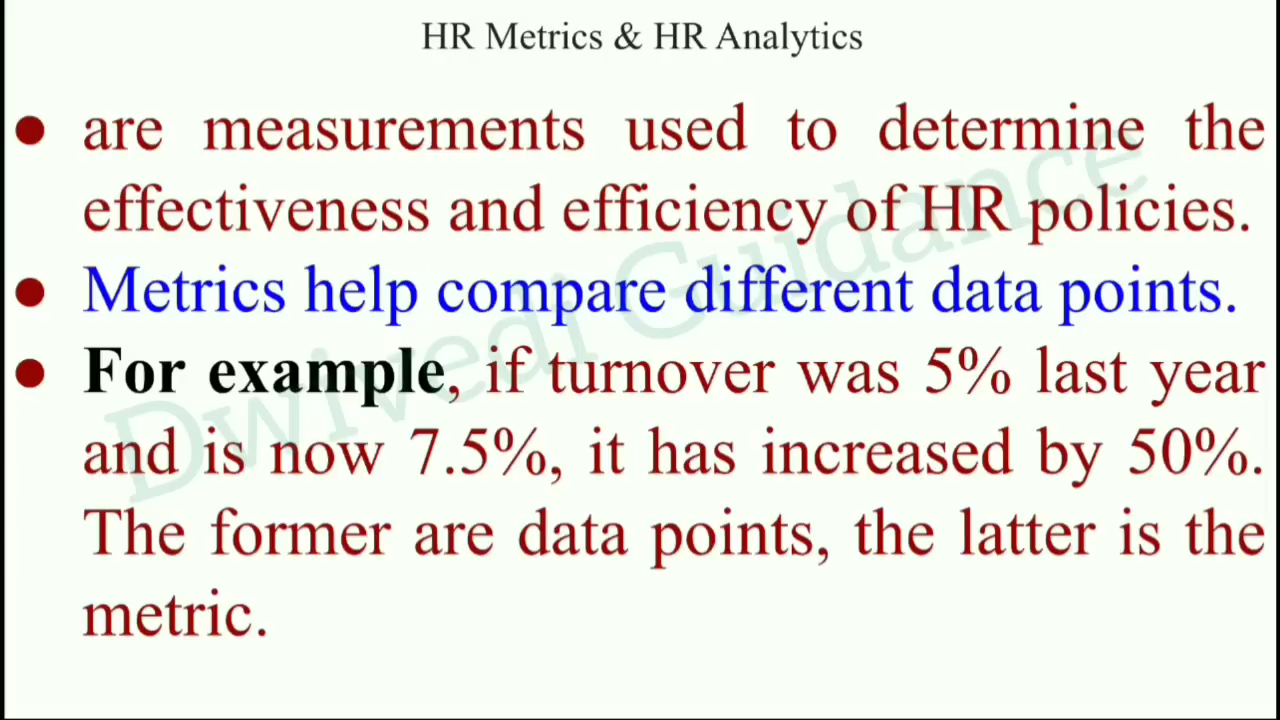 HR Metrics & HR Analytics
● are measurements used to determine the
effectiveness and efficiency of HR policies.
● Metrics help compare different data points.
● For example, if turnover was 5% last year
and is now 7.5%, it has increased by 50%.
The former are data points, the latter is the
metric.
Dwivedi Guidance